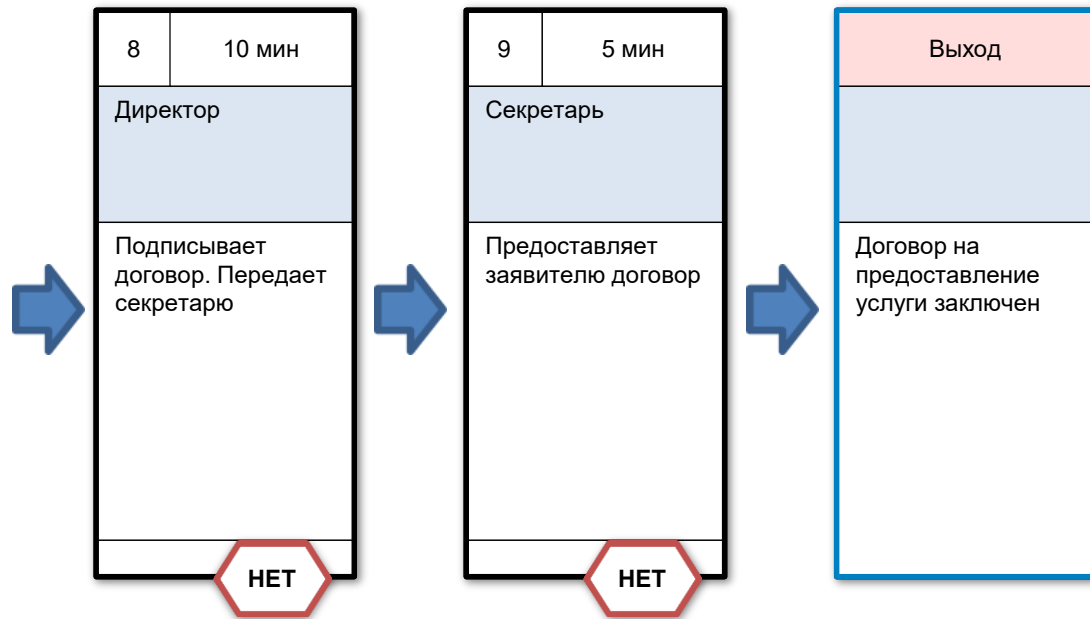 8
10 мин
Директор
Подписывает
договор. Передает
секретарю
НЕТ
9
5 мин
Секретарь
Предоставляет
заявителю договор
НЕТ
Выход
Договор на
предоставление
услуги заключен